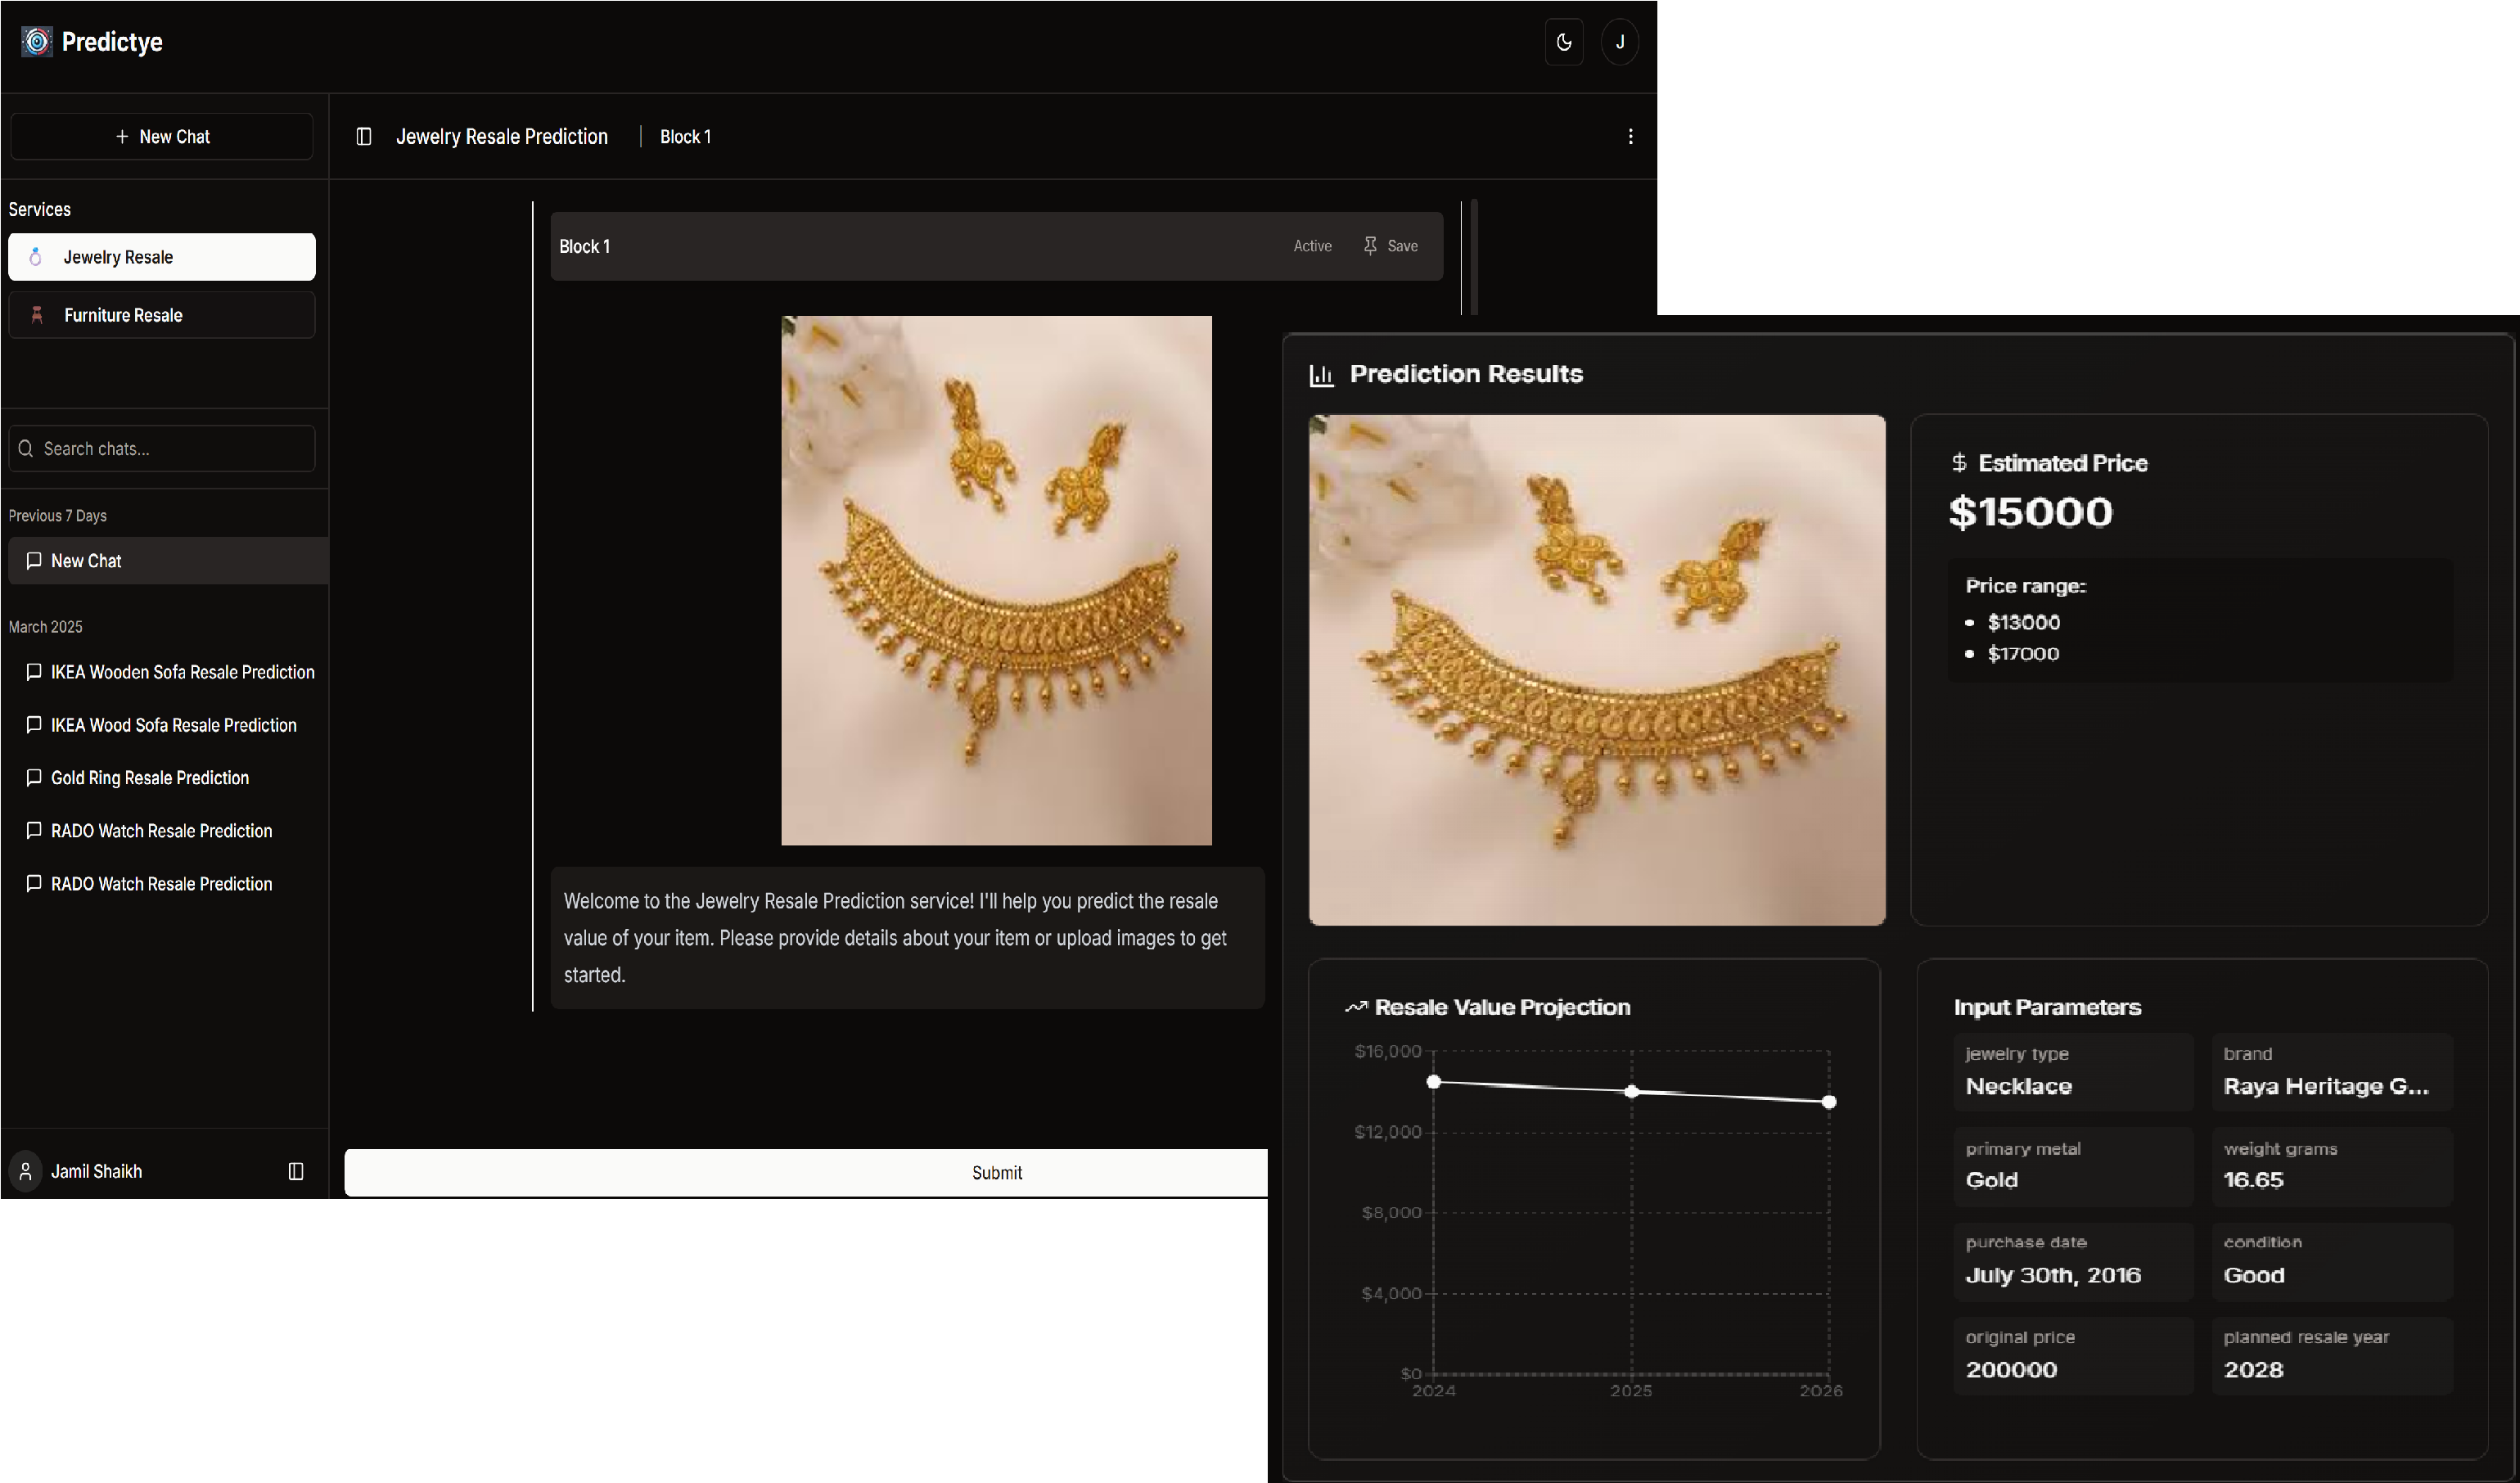 Predictye
J
New Chat
Jewelry Resale Prediction
Block 1
Services
Jewelry Resale
Furniture Resale
Search chats...
Previous 7 Days
New Chat
March 2025
IKEA Wooden Sofa Resale Prediction
IKEA Wood Sofa Resale Prediction
Gold Ring Resale Prediction
RADO Watch Resale Prediction
RADO Watch Resale Prediction
Jamil Shaikh
Block 1
Active
Save
Welcome to the Jewelry Resale Prediction service! I'll help you predict the resale
value of your item. Please provide details about your item or upload images to get
started.
Submit
Prediction Results
$ Estimated Price
$15000
Price range:
• $13000
• $17000
Resale Value Projection
$16,000
$12,000
$8,000
$4,000
$0
2024 2025 2026
Input Parameters
jewelry type
Necklace
brand
Raya Heritage G...
primary metal
Gold
weight grams
16.65
purchase date
July 30th, 2016
condition
Good
original price
200000
planned resale year
2028